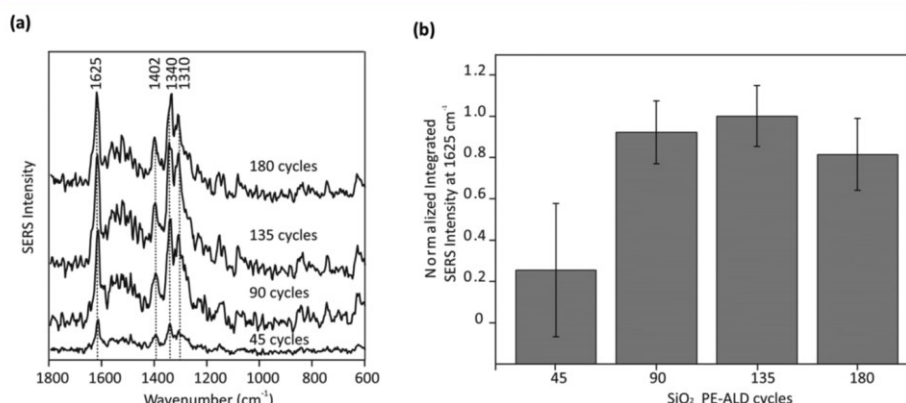 (a)
1625
1402
1340
1310
180 cycles
135 cycles
90 cycles
45 cycles
SERS Intensity
1800 1600 1400 1200 1000 800 600
Wavenumber (cm⁻¹)
(b)
Normalized Integrated
SERS Intensity at 1625 cm⁻¹
1.2
1.0
0.8
0.6
0.4
0.2
0
45 90 135 180
SiO₂ PE-ALD cycles